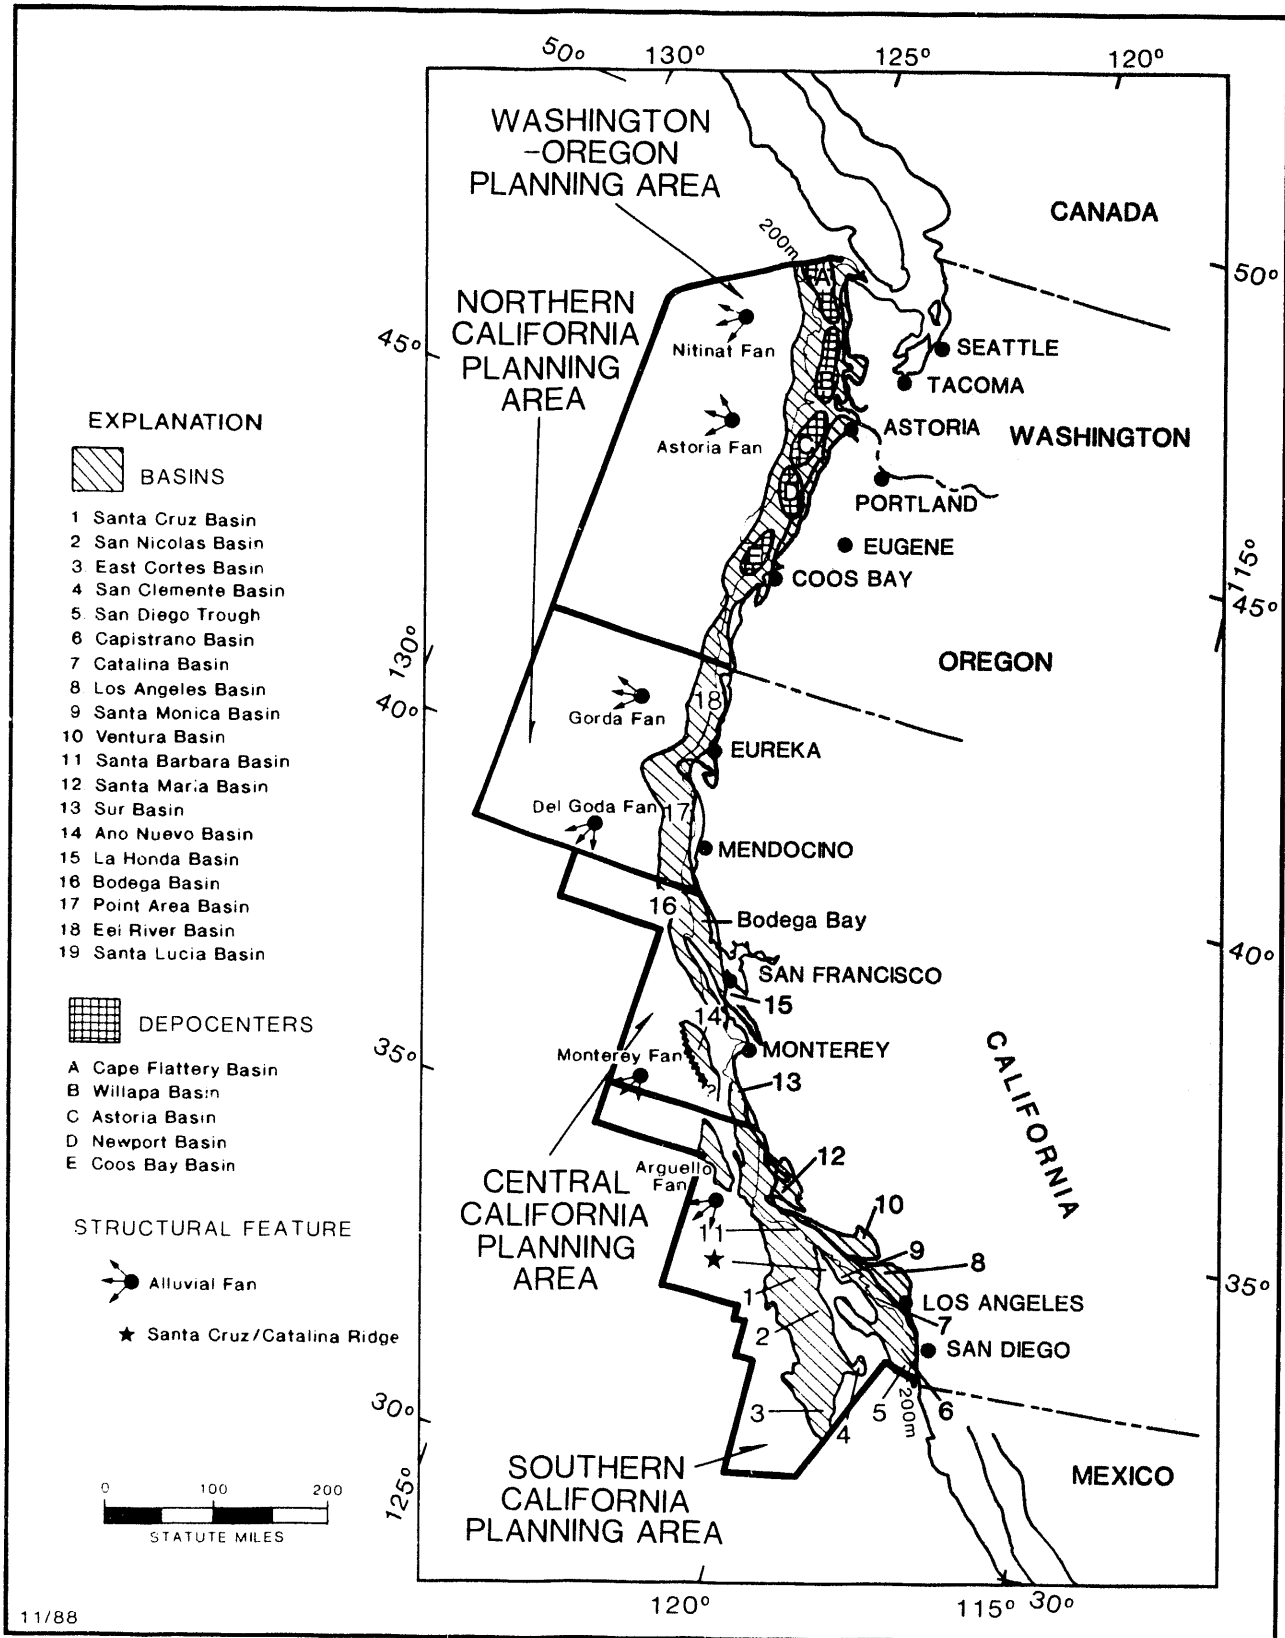 50° 130° 125° 120°
WASHINGTON
-OREGON
PLANNING AREA
CANADA
200m
50°
NORTHERN
CALIFORNIA
PLANNING
AREA
45°
A
Nitinat Fan
SEATTLE
B
TACOMA
EXPLANATION
ASTORIA
WASHINGTON
Astoria Fan
C
BASINS
D
PORTLAND
1 Santa Cruz Basin
2 San Nicolas Basin
3 East Cortes Basin
4 San Clemente Basin
5 San Diego Trough
6 Capistrano Basin
7 Catalina Basin
8 Los Angeles Basin
9 Santa Monica Basin
10 Ventura Basin
11 Santa Barbara Basin
12 Santa Maria Basin
13 Sur Basin
14 Ano Nuevo Basin
15 La Honda Basin
16 Bodega Basin
17 Point Area Basin
18 Eel River Basin
19 Santa Lucia Basin
E
EUGENE
COOS BAY
115°
45°
130°
OREGON
40°
18
Gorda Fan
EUREKA
Del Goda Fan
17
MENDOCINO
16
Bodega Bay
40°
SAN FRANCISCO
15
DEPOCENTERS
14
35°
Monterey Fan
MONTEREY
CALIFORNIA
A Cape Flattery Basin
B Willapa Basin
C Astoria Basin
D Newport Basin
E Coos Bay Basin
?
13
Arguello
Fan
12
CENTRAL
CALIFORNIA
PLANNING
AREA
10
STRUCTURAL FEATURE
11
9
8
Alluvial Fan
35°
1
LOS ANGELES
Santa Cruz/Catalina Ridge
2
7
SAN DIEGO
30°
3
4
5
200m
6
SOUTHERN
CALIFORNIA
PLANNING AREA
MEXICO
125°
0 100 200
STATUTE MILES
120° 115° 30°
11/88